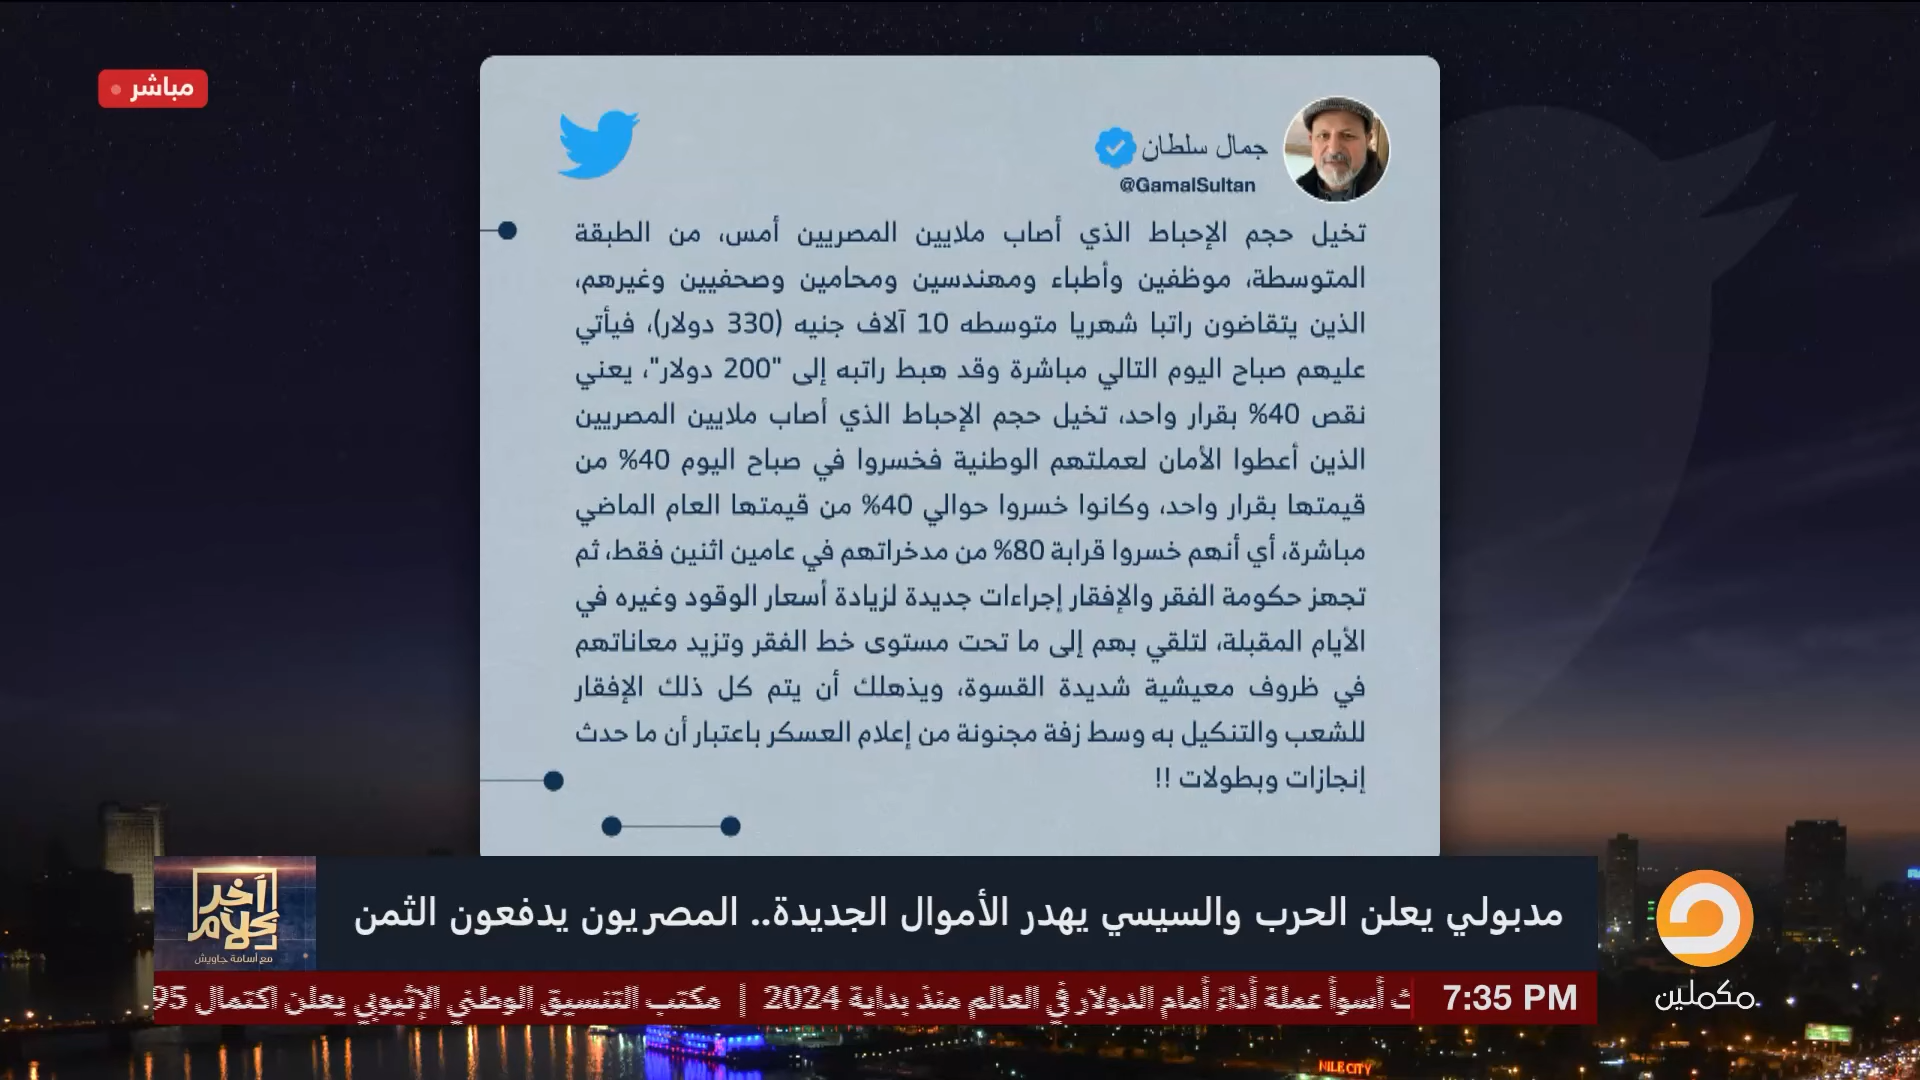 مباشر
جمال سلطان
@GamalSultan
تخيل حجم الإحباط الذي أصاب ملايين المصريين أمس، من الطبقة
المتوسطة، موظفين وأطباء ومهندسين ومحامين وصحفيين وغيرهم،
الذين يتقاضون راتبا شهريا متوسطه 10 آلاف جنيه (330 دولار)، فيأتي
عليهم صباح اليوم التالي مباشرة وقد هبط راتبه إلى "200 دولار"، يعني
نقص 40% بقرار واحد، تخيل حجم الإحباط الذي أصاب ملايين المصريين
الذين أعطوا الأمان لعملتهم الوطنية فخسروا في صباح اليوم 40% من
قيمتها بقرار واحد، وكانوا خسروا حوالي 40% من قيمتها العام الماضي
مباشرة، أي أنهم خسروا قرابة 80% من مدخراتهم في عامين اثنين فقط، ثم
تجهز حكومة الفقر والإفقار إجراءات جديدة لزيادة أسعار الوقود وغيره في
الأيام المقبلة، لتلقي بهم إلى ما تحت مستوى خط الفقر وتزيد معاناتهم
في ظروف معيشية شديدة القسوة، ويذهلك أن يتم كل ذلك الإفقار
للشعب والتنكيل به وسط زفة مجنونة من إعلام العسكر باعتبار أن ما حدث
إنجازات وبطولات !!
آخر كلام
مع أسامة جاويش
مدبولي يعلن الحرب والسيسي يهدر الأموال الجديدة.. المصريون يدفعون الثمن
7:35 PM
ك أسوأ عملة أداءً أمام الدولار في العالم منذ بداية 2024 | مكتب التنسيق الوطني الإثيوبي يعلن اكتمال 95
مكملين
NILE CITY